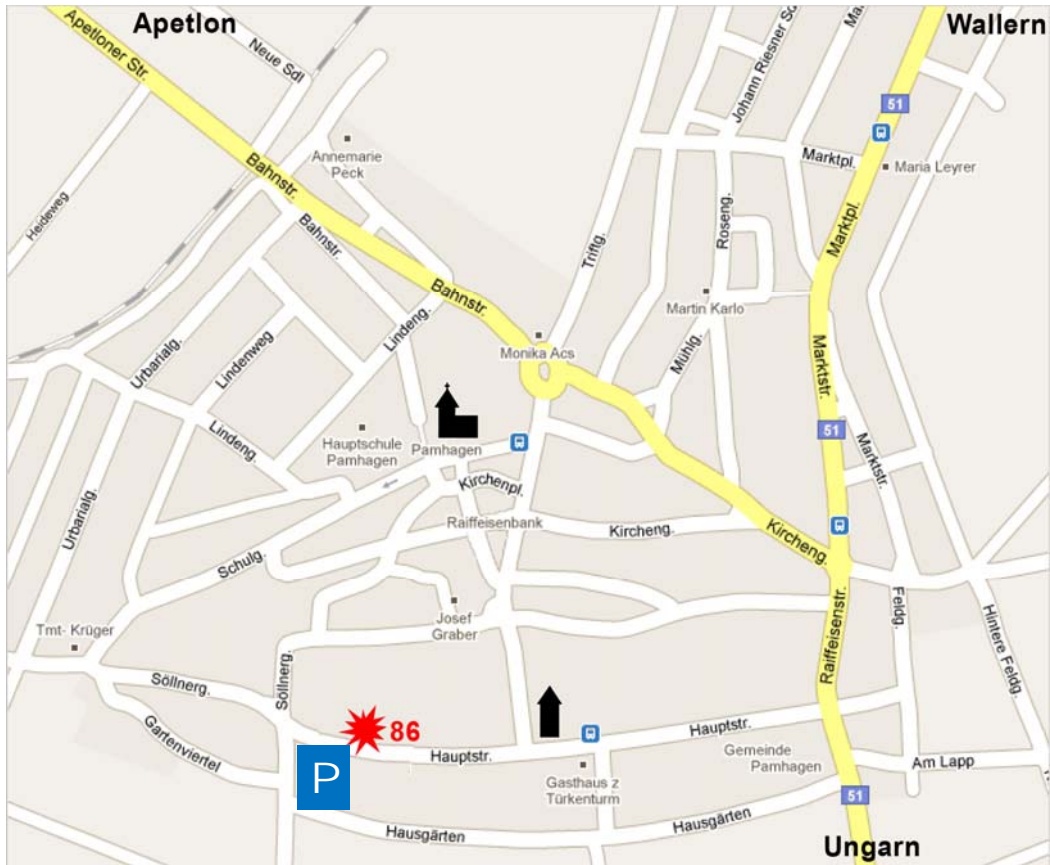 Apetlon
Wallern
Apetloner Str.
Neue Sdl
Johann Riesner So
Ma
51
Annemarie
Peck
Marktpl.
Maria Leyrer
Bahnstr.
Heideweg
Bahnstr.
Triftg.
Roseng.
Marktpl.
Bahnstr.
Martin Karlo
Lindeng.
Monika Acs
Mühlg.
Marktstr.
Urbarialg.
Lindenweg
51
Lindeng.
Hauptschule
Pamhagen
Pamhagen
Marktstr.
Kirchenpl.
Urbarialg.
Raiffeisenbank
Kircheng.
Kircheng.
Schulg.
Josef
Graber
Feldg.
Hintere Feldg.
Tmt- Krüger
Raiffeisenstr.
Söllnerg.
Söllnerg.
Gartenviertel
86
Hauptstr.
Hauptstr.
Gemeinde
Pamhagen
Am Lapp
P
Gasthaus z
Türkenturm
51
Hausgärten
Hausgärten
Ungarn